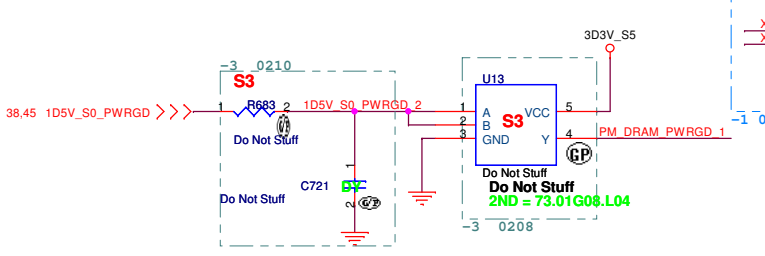 3D3V_S5
-3 0210
S3
U13
R683
1
2
1D5V_S0_PWRGD_2
38,45 1D5V_S0_PWRGD
1
2
3
A
B
GND
S3
VCC
Y
5
4
PM_DRAM_PWRGD_1
-1 0
Do Not Stuff
GP
1
C721
DY
2
Do Not Stuff
Do Not Stuff
Do Not Stuff
2ND = 73.01G08.L04
-3 0208